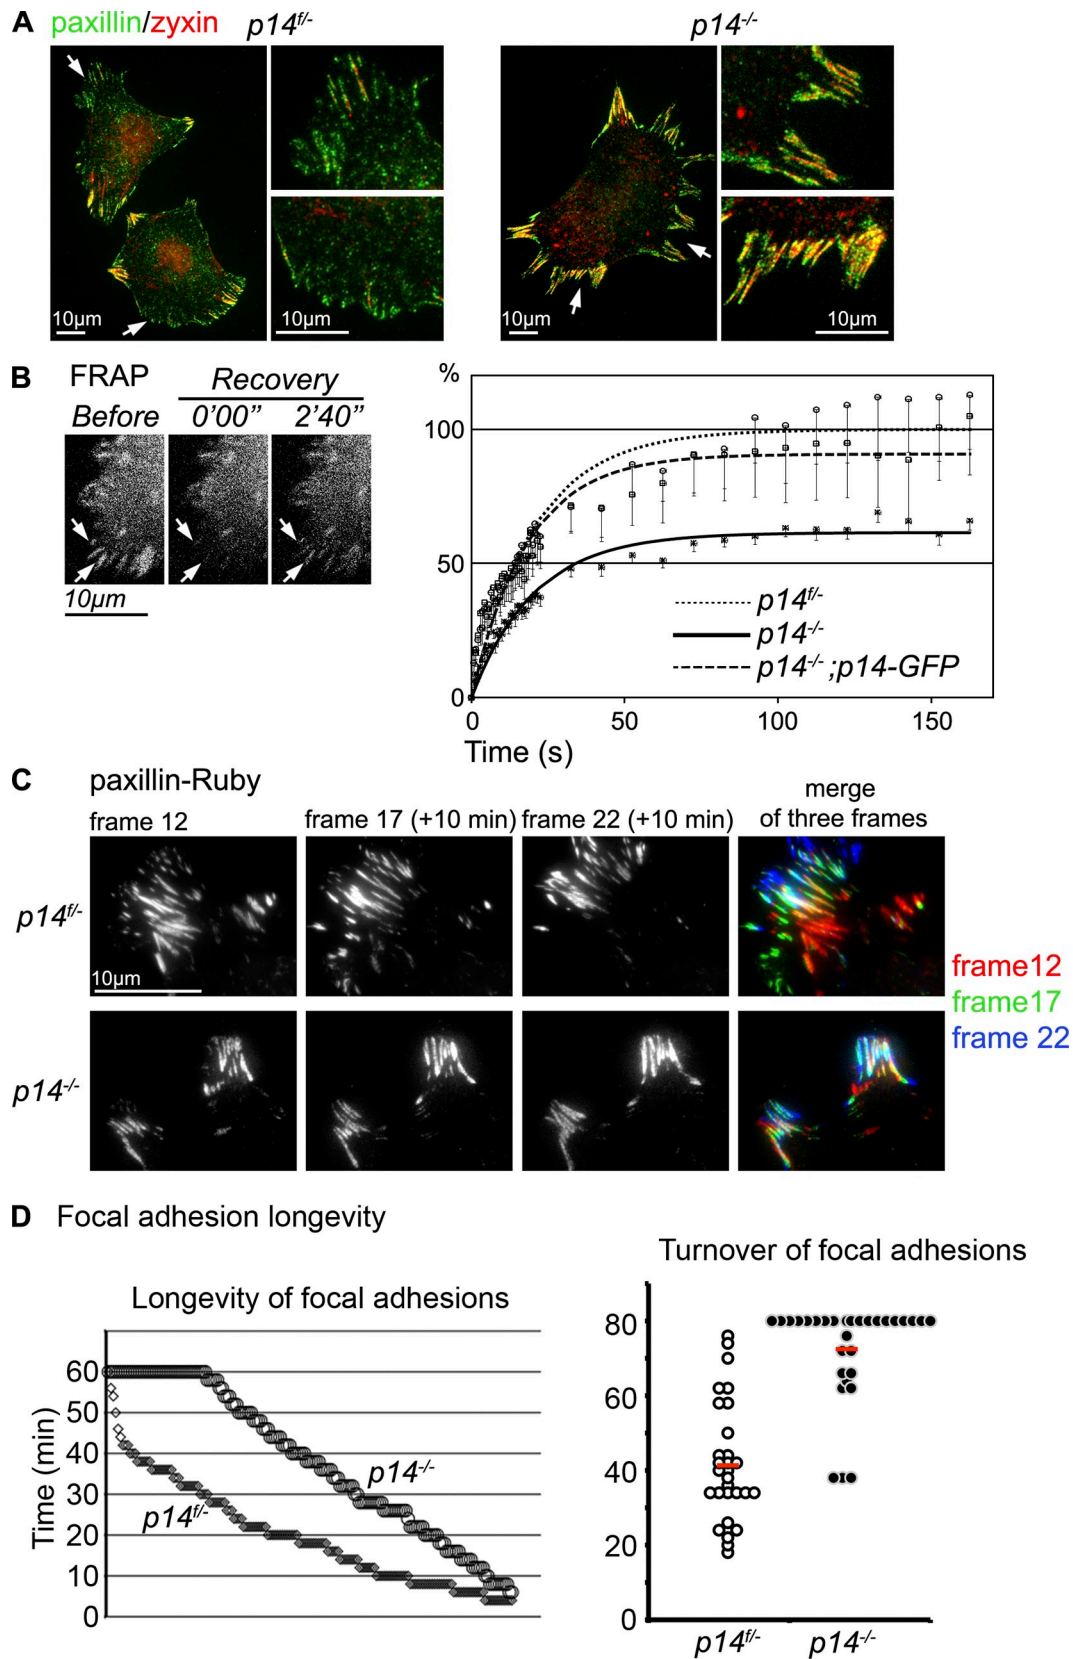 A paxillin/zyxin p14f/- p14-/-
10µm 10µm 10µm 10µm
B FRAP Recovery
Before 0'00” 2'40”
10µm
%
100
50
0
p14f/-
p14-/-
p14-/- ;p14-GFP
0 50 100 150
Time (s)
C paxillin-Ruby
frame 12 frame 17 (+10 min) frame 22 (+10 min) merge of three frames
p14f/-
10µm
p14-/-
frame12
frame17
frame 22
D Focal adhesion longevity
Longevity of focal adhesions
Time (min)
60
50
40
30
20
10
0
p14-/-
p14f/-
Turnover of focal adhesions
80
60
40
20
0
p14f/- p14-/-